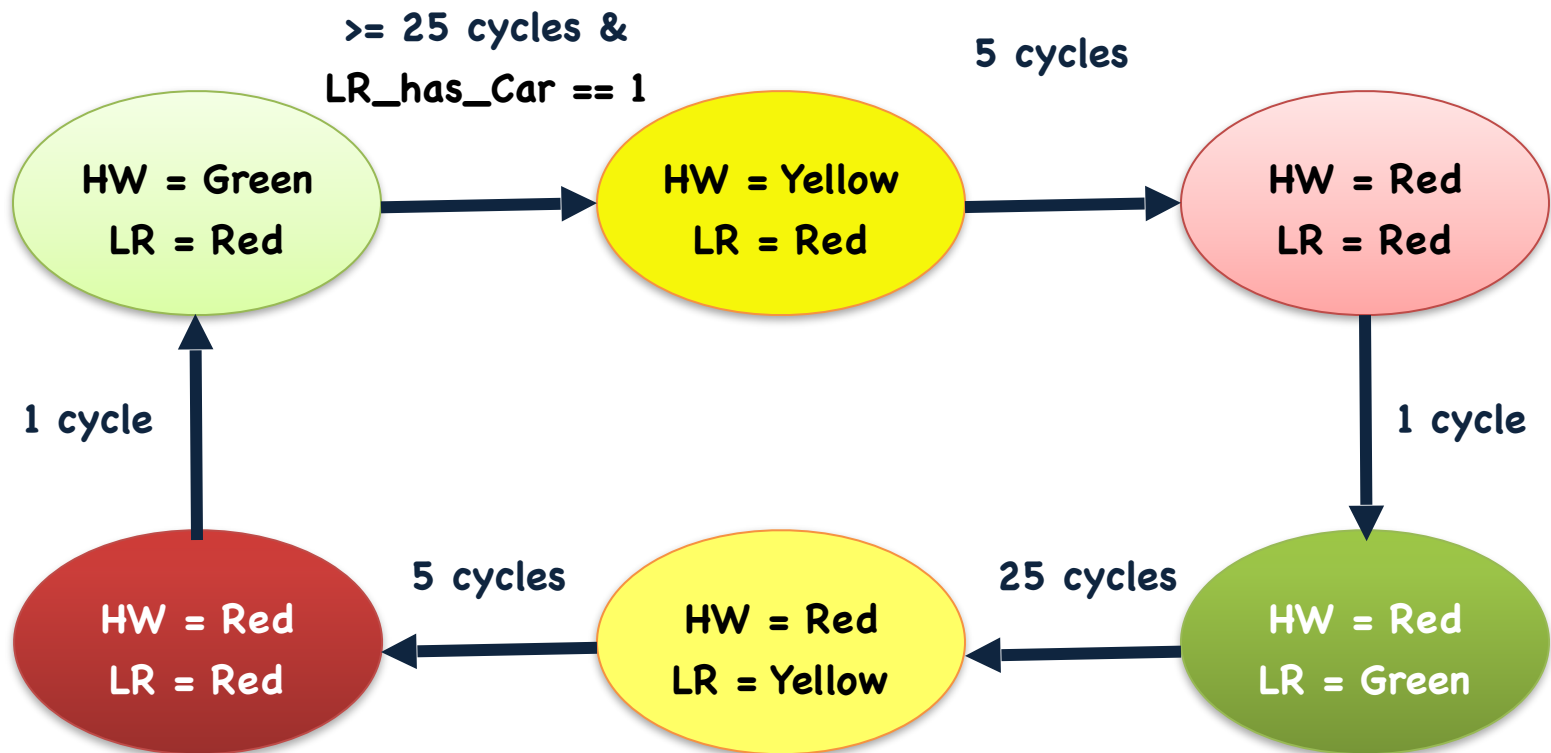 >= 25 cycles &
LR_has_Car == 1
5 cycles
HW = Green
LR = Red
HW = Yellow
LR = Red
HW = Red
LR = Red
1 cycle
1 cycle
5 cycles
25 cycles
HW = Red
LR = Red
HW = Red
LR = Yellow
HW = Red
LR = Green